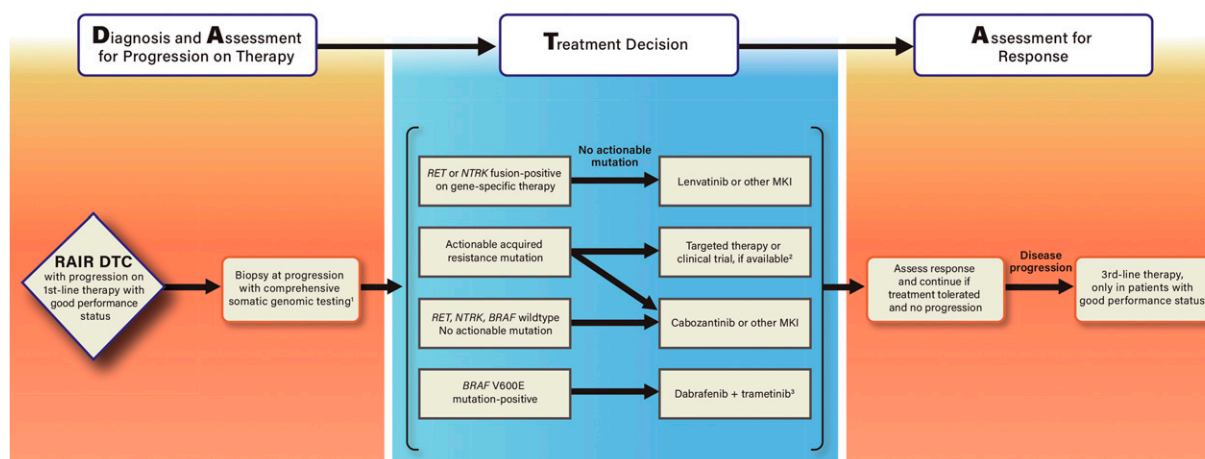 Diagnosis and Assessment
for Progression on Therapy
Treatment Decision
Assessment for
Response
RAIR DTC
with progression on
1st-line therapy with
good performance
status
Biopsy at progression
with comprehensive
somatic genomic testing¹
RET or NTRK fusion-positive
on gene-specific therapy
No actionable
mutation
Lenvatinib or other MKI
Actionable acquired
resistance mutation
Targeted therapy or
clinical trial, if available²
RET, NTRK, BRAF wildtype
No actionable mutation
Cabozantinib or other MKI
BRAF V600E
mutation-positive
Dabrafenib + trametinib³
Assess response
and continue if
treatment tolerated
and no progression
Disease
progression
3rd-line therapy,
only in patients with
good performance status